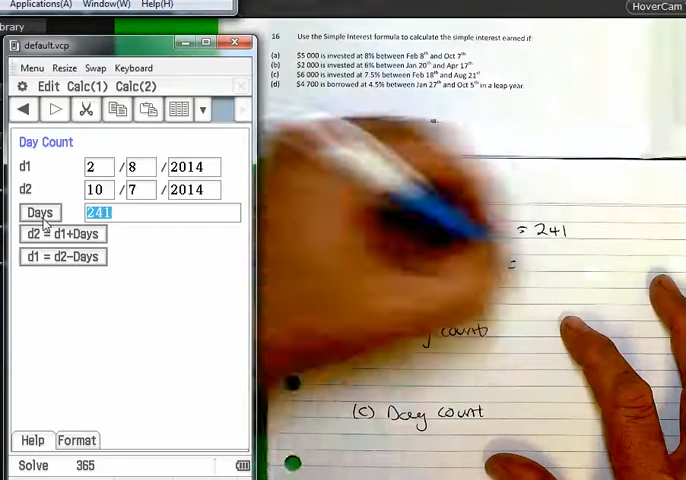 Applications(A) Window(W) Help(H)
HoverCam
ibrary
default.vcp
Menu Resize Swap Keyboard
Edit Calc(1) Calc(2)
Day Count
d1 2 / 8 / 2014
d2 10 / 7 / 2014
Days 241
d2 = d1+Days
d1 = d2-Days
Help Format
Solve 365
16 Use the Simple Interest formula to calculate the simple interest earned if:
(a) $5 000 is invested at 8% between Feb 8th and Oct 7th
(b) $2 000 is invested at 6% between Jan 20th and Apr 17th
(c) $6 000 is invested at 7.5% between Feb 18th and Aug 21st
(d) $4 700 is borrowed at 4.5% between Jan 27th and Oct 5th in a leap year.
= 241
=
count
(c) Day count